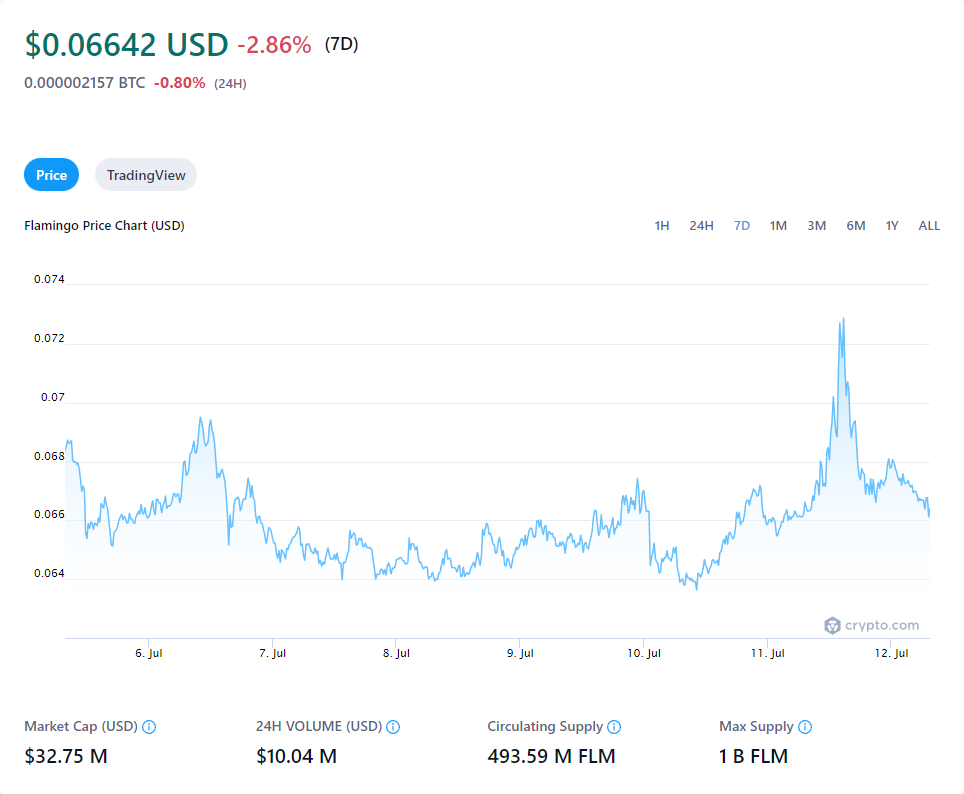 $0.06642 USD -2.86% (7D)
0.000002157 BTC -0.80% (24H)
Price TradingView
Flamingo Price Chart (USD) 1H 24H 7D 1M 3M 6M 1Y ALL
0.074
0.072
0.07
0.068
0.066
0.064
crypto.com
6. Jul 7. Jul 8. Jul 9. Jul 10. Jul 11. Jul 12. Jul
Market Cap (USD) 24H VOLUME (USD) Circulating Supply Max Supply
$32.75 M $10.04 M 493.59 M FLM 1 B FLM